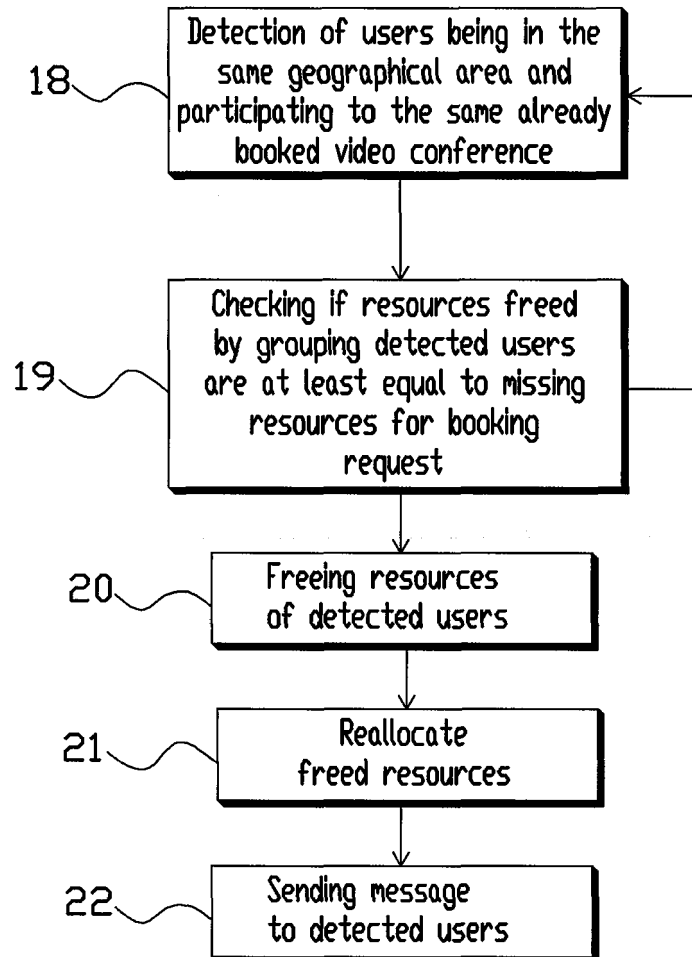 Detection of users being in the
same geographical area and
participating to the same already
booked video conference
18
Checking if resources freed
by grouping detected users
are at least equal to missing
resources for booking
request
19
Freeing resources
of detected users
20
Reallocate
freed resources
21
Sending message
to detected users
22